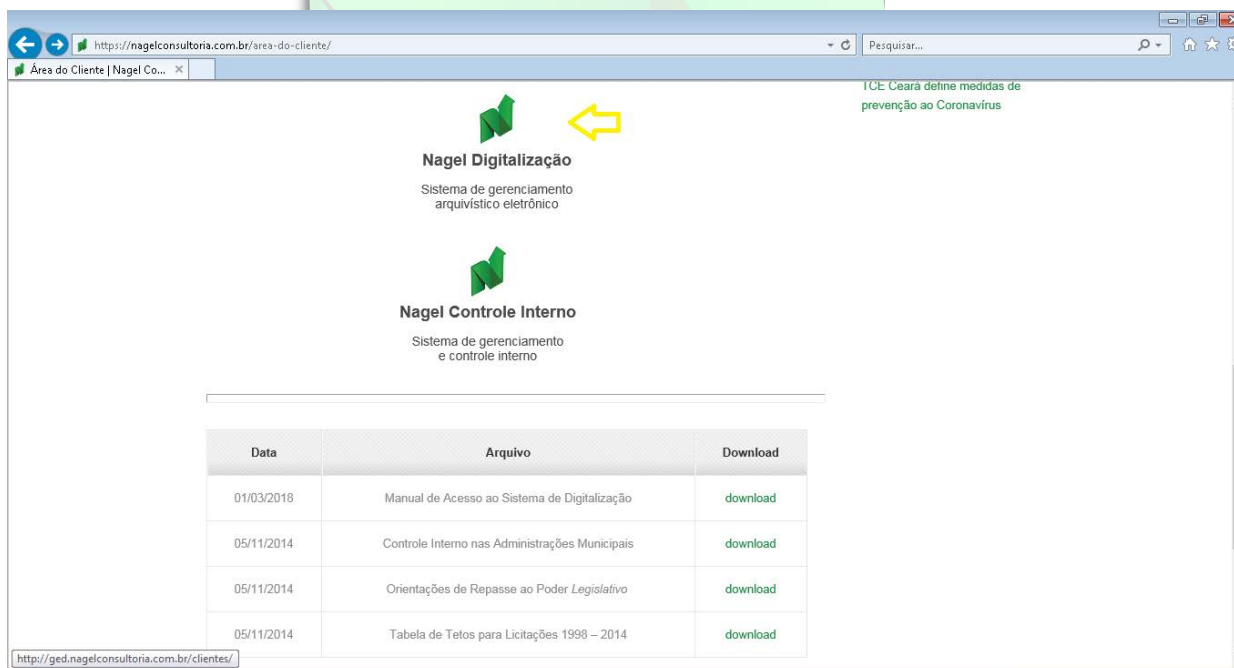 https://nagelconsultoria.com.br/area-do-cliente/
Pesquisar...
Área do Cliente | Nagel Co...
TCE Ceará define medidas de
prevenção ao Coronavírus
Nagel Digitalização
Sistema de gerenciamento
arquivístico eletrônico
Nagel Controle Interno
Sistema de gerenciamento
e controle interno
Data Arquivo Download
01/03/2018 Manual de Acesso ao Sistema de Digitalização download
05/11/2014 Controle Interno nas Administrações Municipais download
05/11/2014 Orientações de Repasse ao Poder Legislativo download
05/11/2014 Tabela de Tetos para Licitações 1998 – 2014 download
http://ged.nagelconsultoria.com.br/clientes/